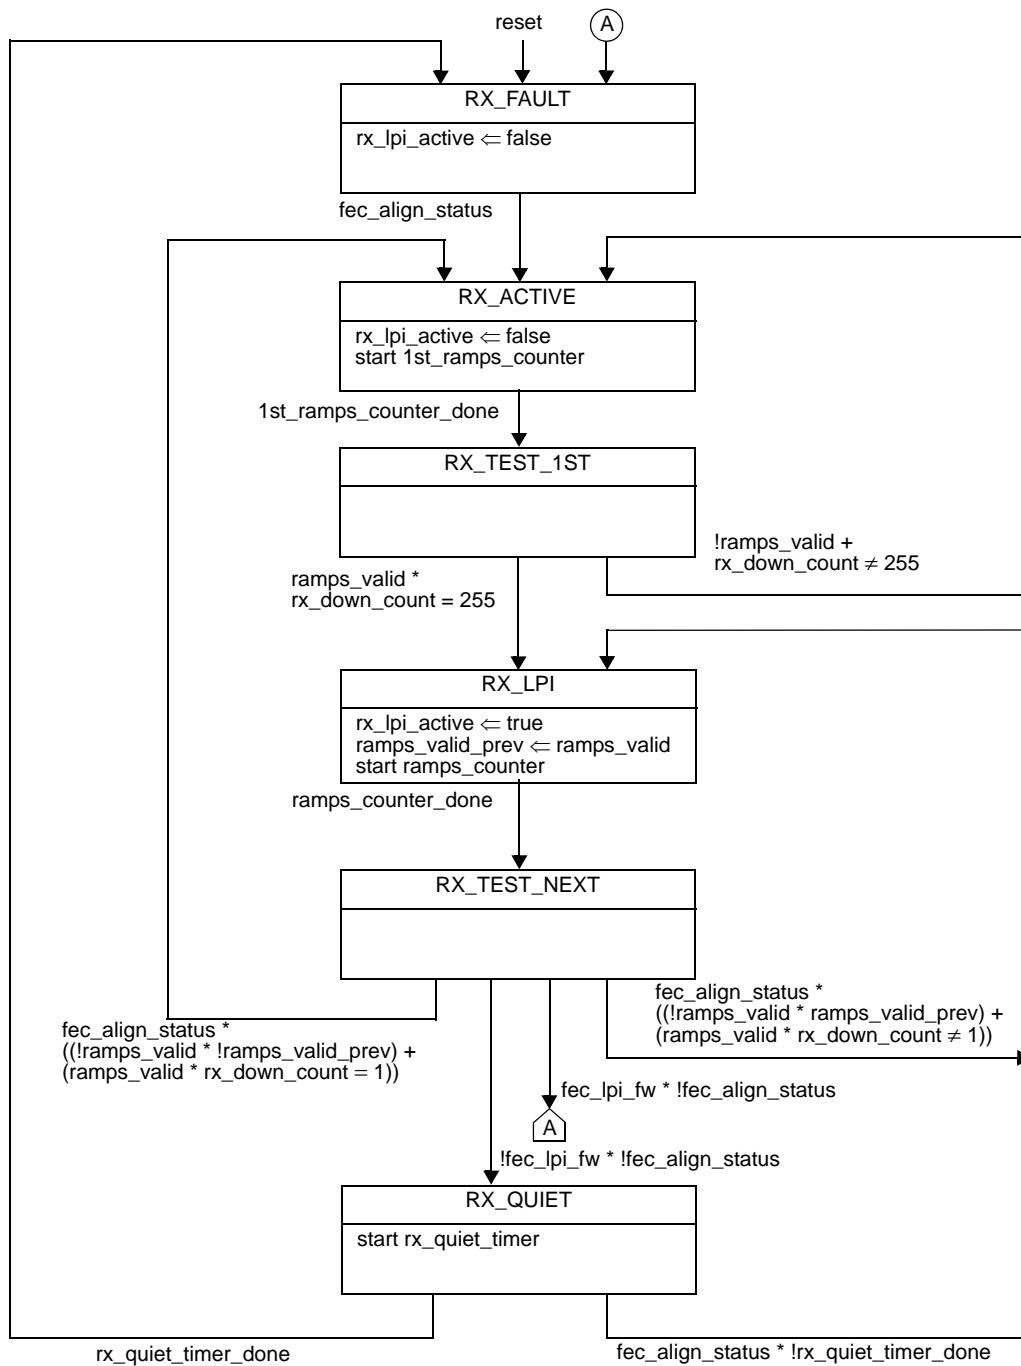 reset
A
RX_FAULT
rx_lpi_active ⇐ false
fec_align_status
RX_ACTIVE
rx_lpi_active ⇐ false
start 1st_ramps_counter
1st_ramps_counter_done
RX_TEST_1ST
!ramps_valid +
rx_down_count ≠ 255
ramps_valid *
rx_down_count = 255
RX_LPI
rx_lpi_active ⇐ true
ramps_valid_prev ⇐ ramps_valid
start ramps_counter
ramps_counter_done
RX_TEST_NEXT
fec_align_status *
((!ramps_valid * !ramps_valid_prev) +
(ramps_valid * rx_down_count = 1))
fec_align_status *
((!ramps_valid * ramps_valid_prev) +
(ramps_valid * rx_down_count ≠ 1))
fec_lpi_fw * !fec_align_status
A
!fec_lpi_fw * !fec_align_status
RX_QUIET
start rx_quiet_timer
rx_quiet_timer_done
fec_align_status * !rx_quiet_timer_done